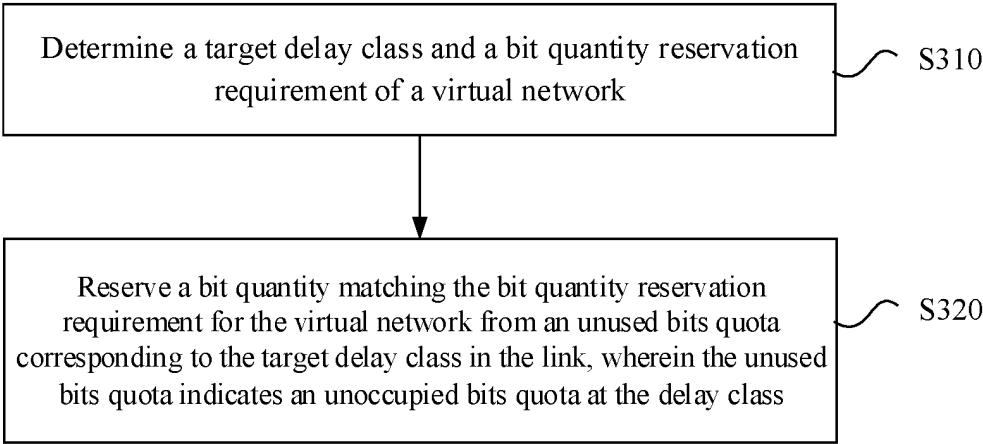 Determine a target delay class and a bit quantity reservation
requirement of a virtual network
S310
Reserve a bit quantity matching the bit quantity reservation
requirement for the virtual network from an unused bits quota
corresponding to the target delay class in the link, wherein the unused
bits quota indicates an unoccupied bits quota at the delay class
S320